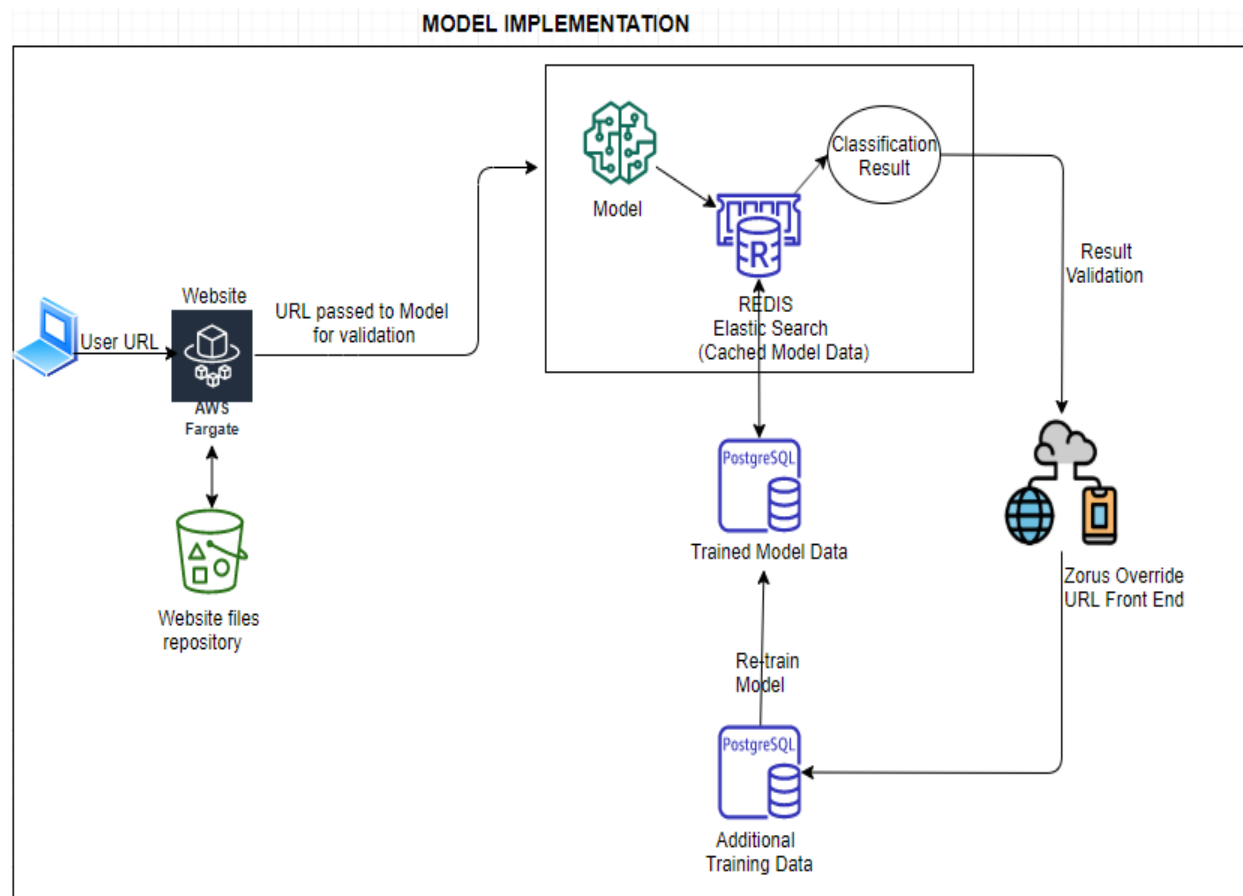 MODEL IMPLEMENTATION
Classification
Result
Model
R
REDIS
Elastic Search
(Cached Model Data)
Result
Validation
Website
User URL
URL passed to Model
for validation
AWS
Fargate
Website files
repository
PostgreSQL
Trained Model Data
Zorus Override
URL Front End
Re-train
Model
PostgreSQL
Additional
Training Data